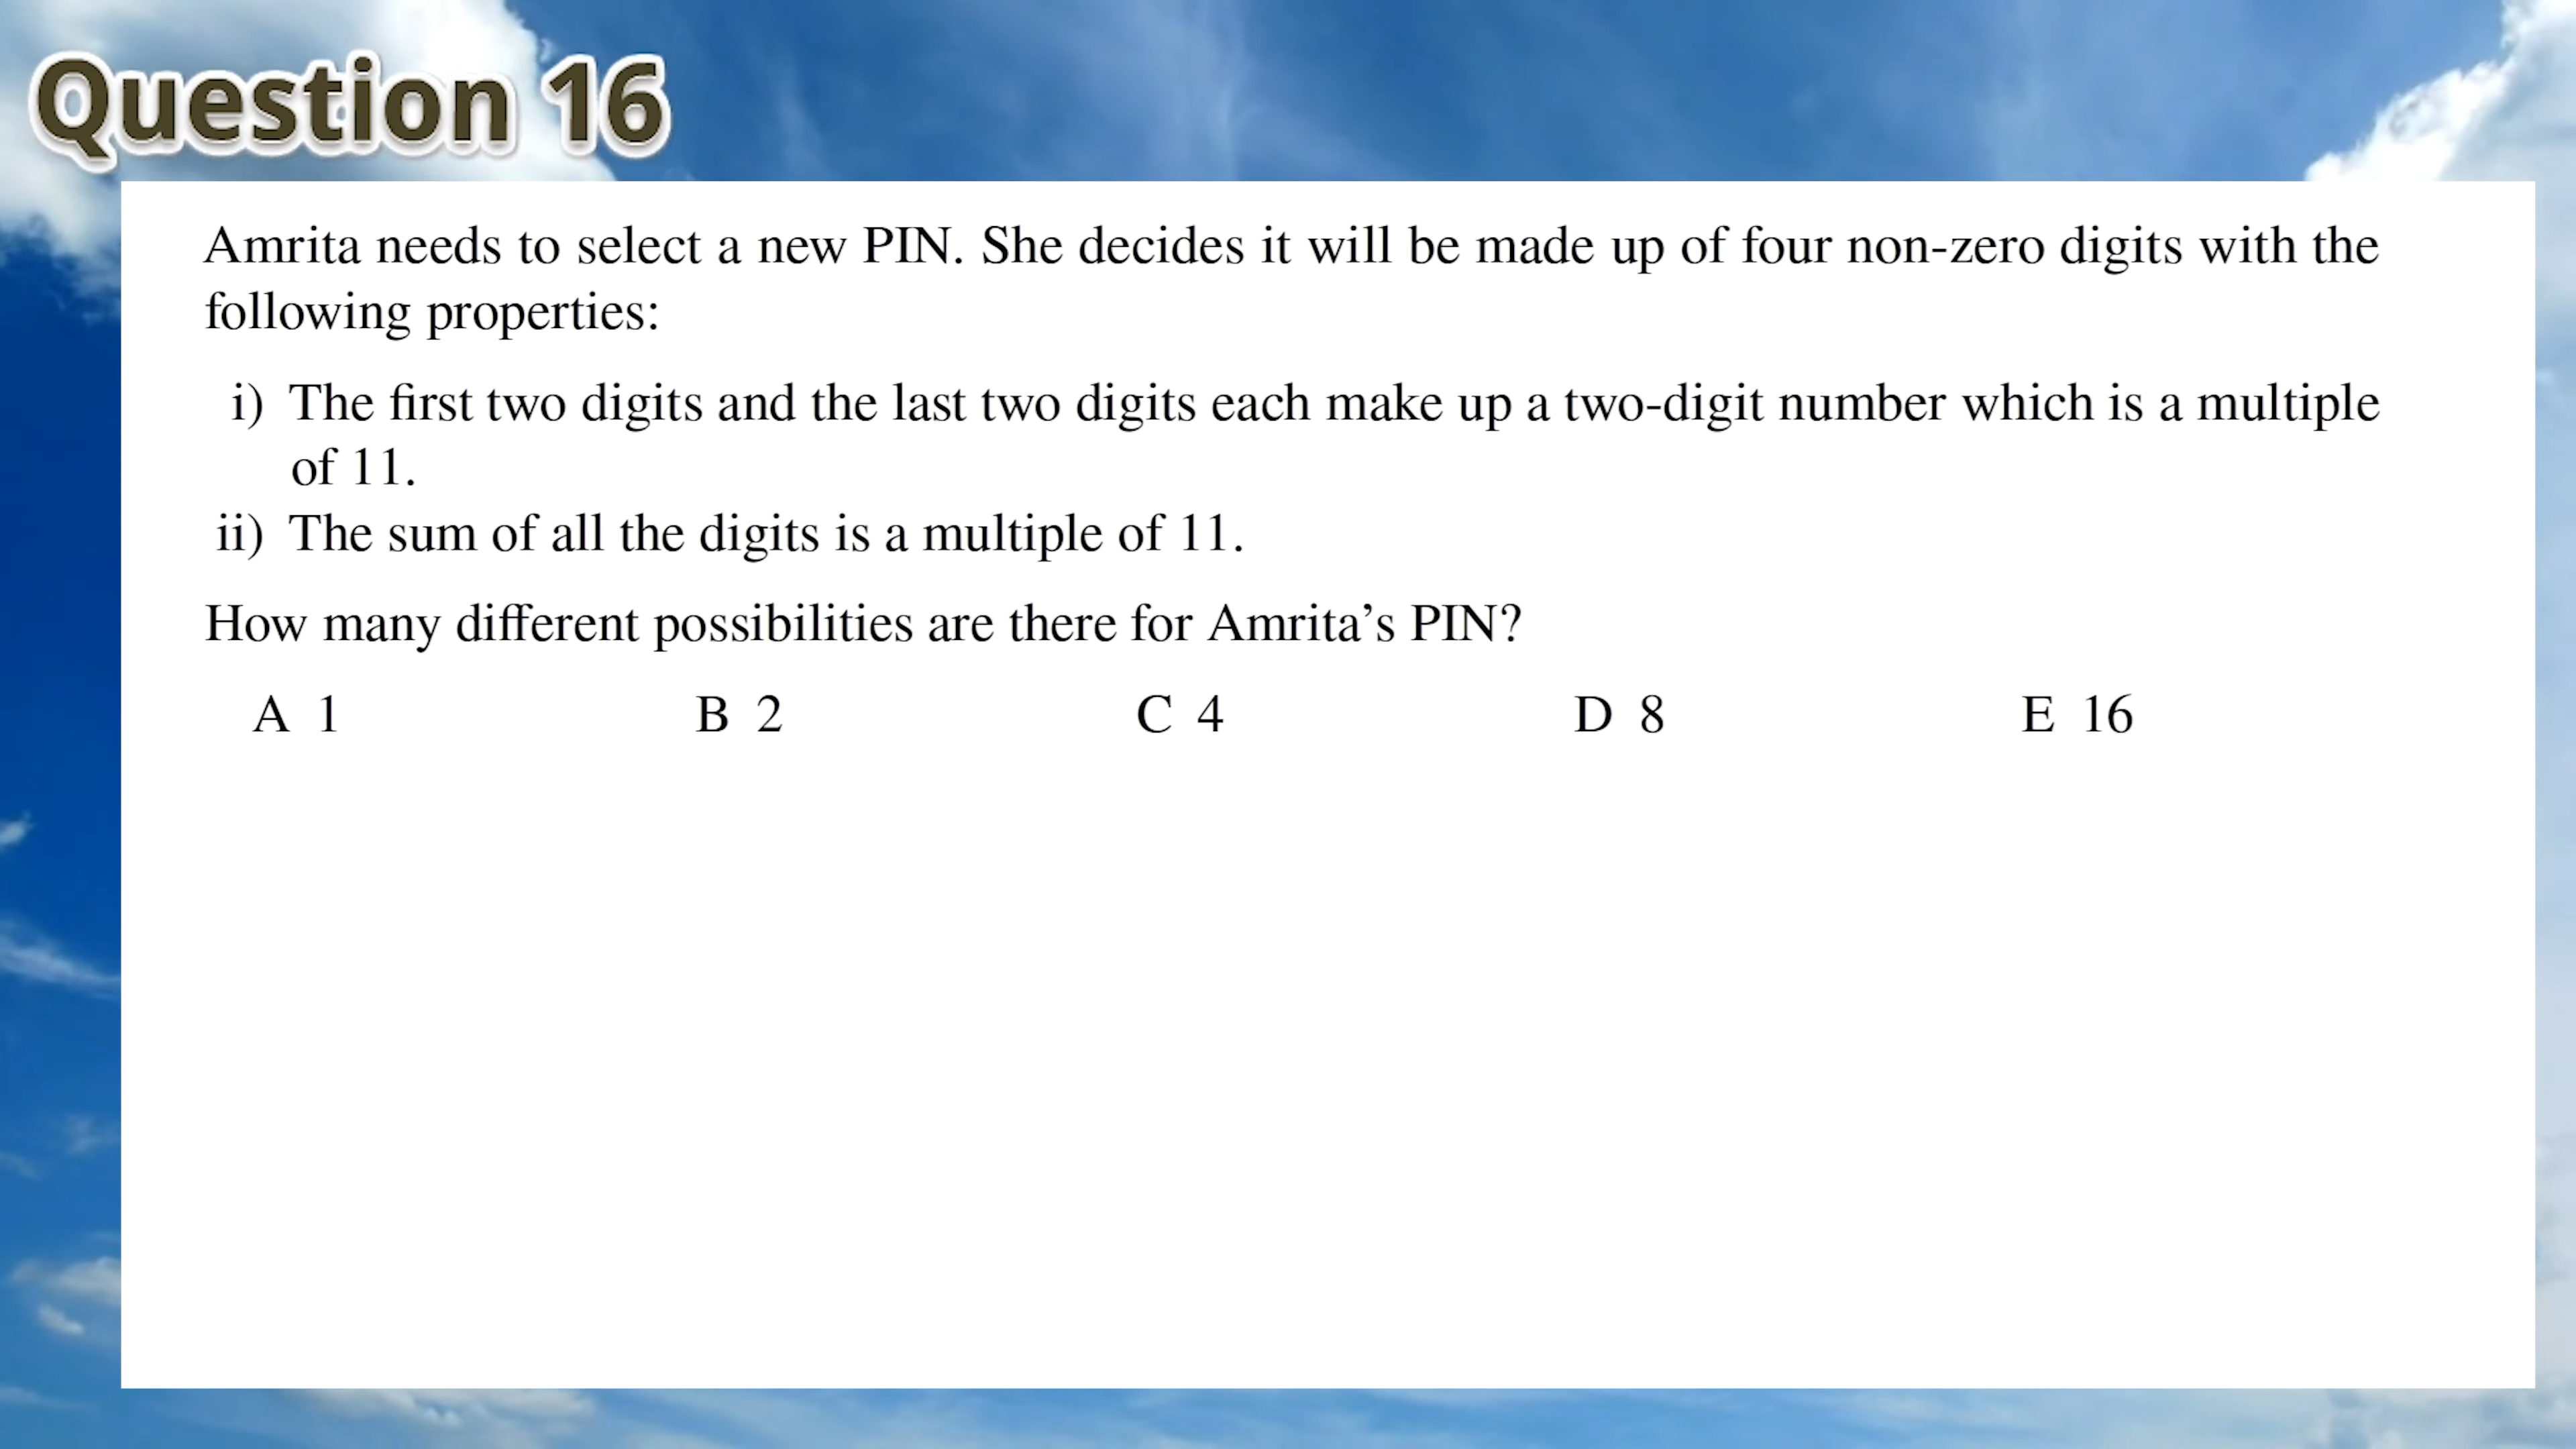 Question 16
Amrita needs to select a new PIN. She decides it will be made up of four non-zero digits with the
following properties:
i) The first two digits and the last two digits each make up a two-digit number which is a multiple
of 11.
ii) The sum of all the digits is a multiple of 11.
How many different possibilities are there for Amrita’s PIN?
A 1 B 2 C 4 D 8 E 16